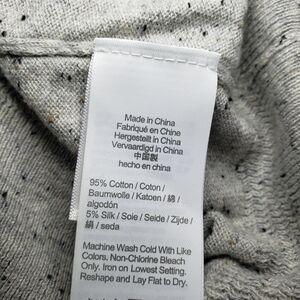 Made in China
Fabriqué en Chine
Hergestellt in China
Vervaardigd in China
中国製
hecho en china
95% Cotton / Coton /
Baumwolle / Katoen / 綿 /
algodón
5% Silk / Soie / Seide / Zijde /
絹 / seda
Machine Wash Cold With Like
Colors. Non-Chlorine Bleach
Only. Iron on Lowest Setting.
Reshape and Lay Flat to Dry.